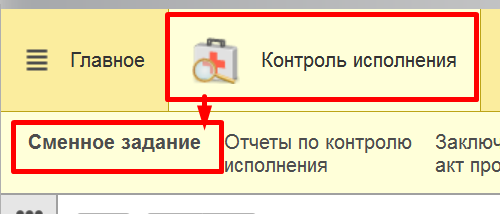 Главное
Контроль исполнения
Сменное задание
Отчеты по контролю
исполнения
Заключ
акт про